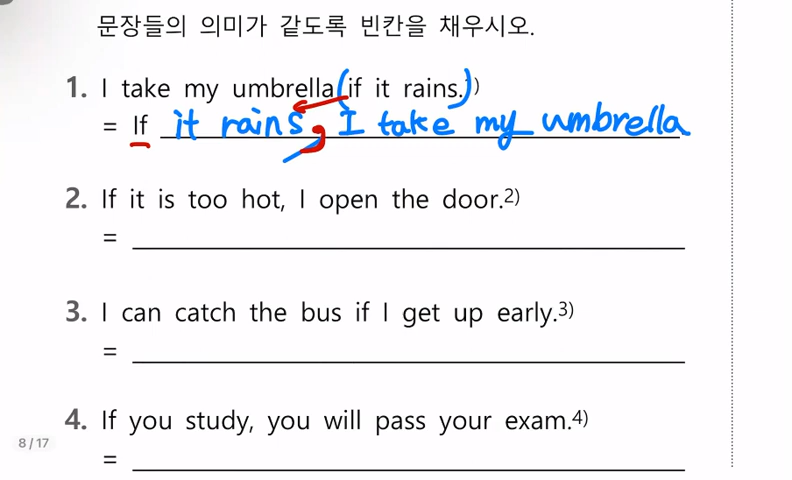 문장들의 의미가 같도록 빈칸을 채우시오.
1. I take my umbrella (if it rains.)1)
= If it rains, I take my umbrella
2. If it is too hot, I open the door.2)
=
3. I can catch the bus if I get up early.3)
=
4. If you study, you will pass your exam.4)
8/17
=